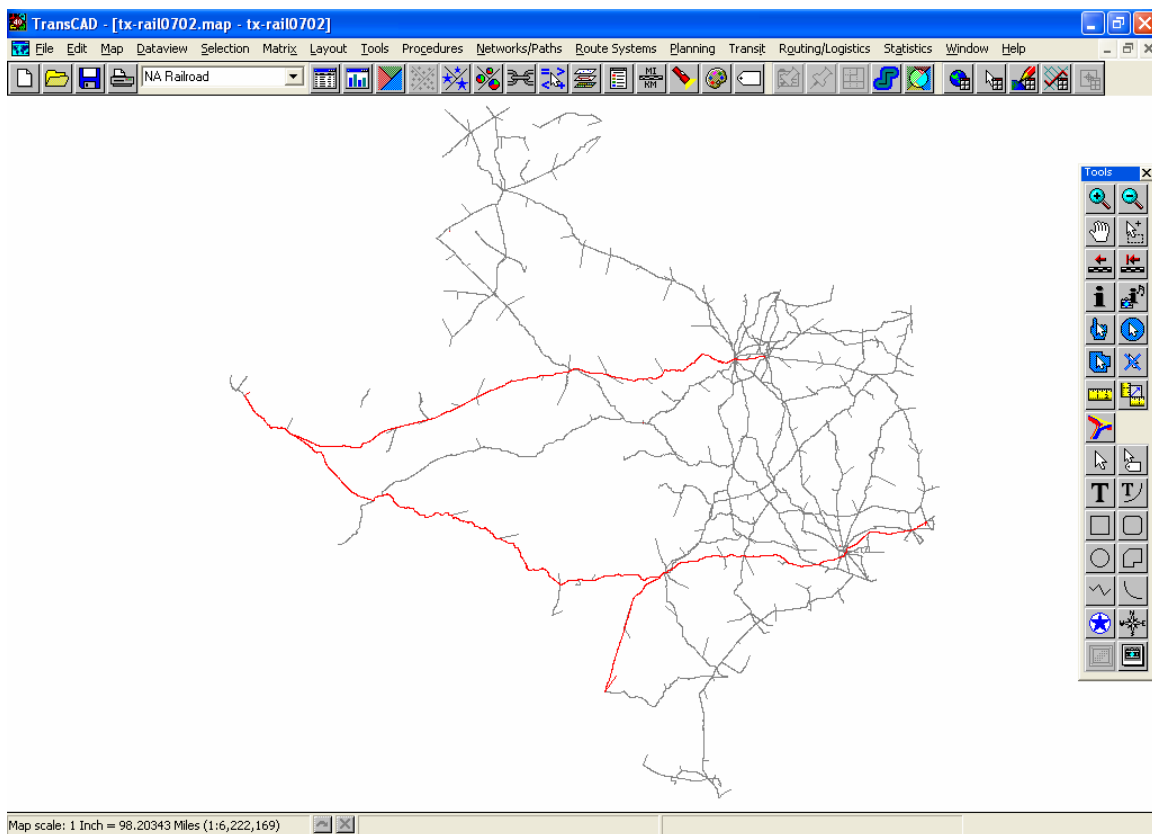 TransCAD - [tx-rail0702.map - tx-rail0702]
File Edit Map Dataview Selection Matrix Layout Tools Procedures Networks/Paths Route Systems Planning Transit Routing/Logistics Statistics Window Help
NA Railroad
MI
KM
Tools
T T
Map scale: 1 Inch = 98.20343 Miles (1:6,222,169)